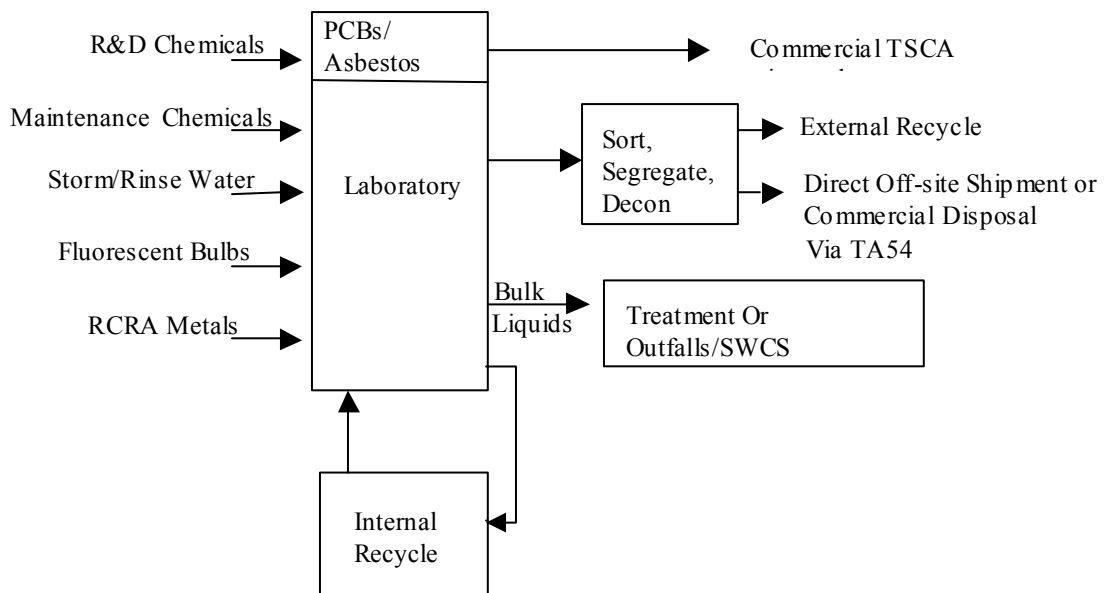 R&D Chemicals
Maintenance Chemicals
Storm/Rinse Water
Fluorescent Bulbs
RCRA Metals
PCBs/
Asbestos
Laboratory
Commercial TSCA
Sort,
Segregate,
Decon
External Recycle
Direct Off-site Shipment or
Commercial Disposal
Via TA54
Bulk
Liquids
Treatment Or
Outfalls/SWCS
Internal
Recycle